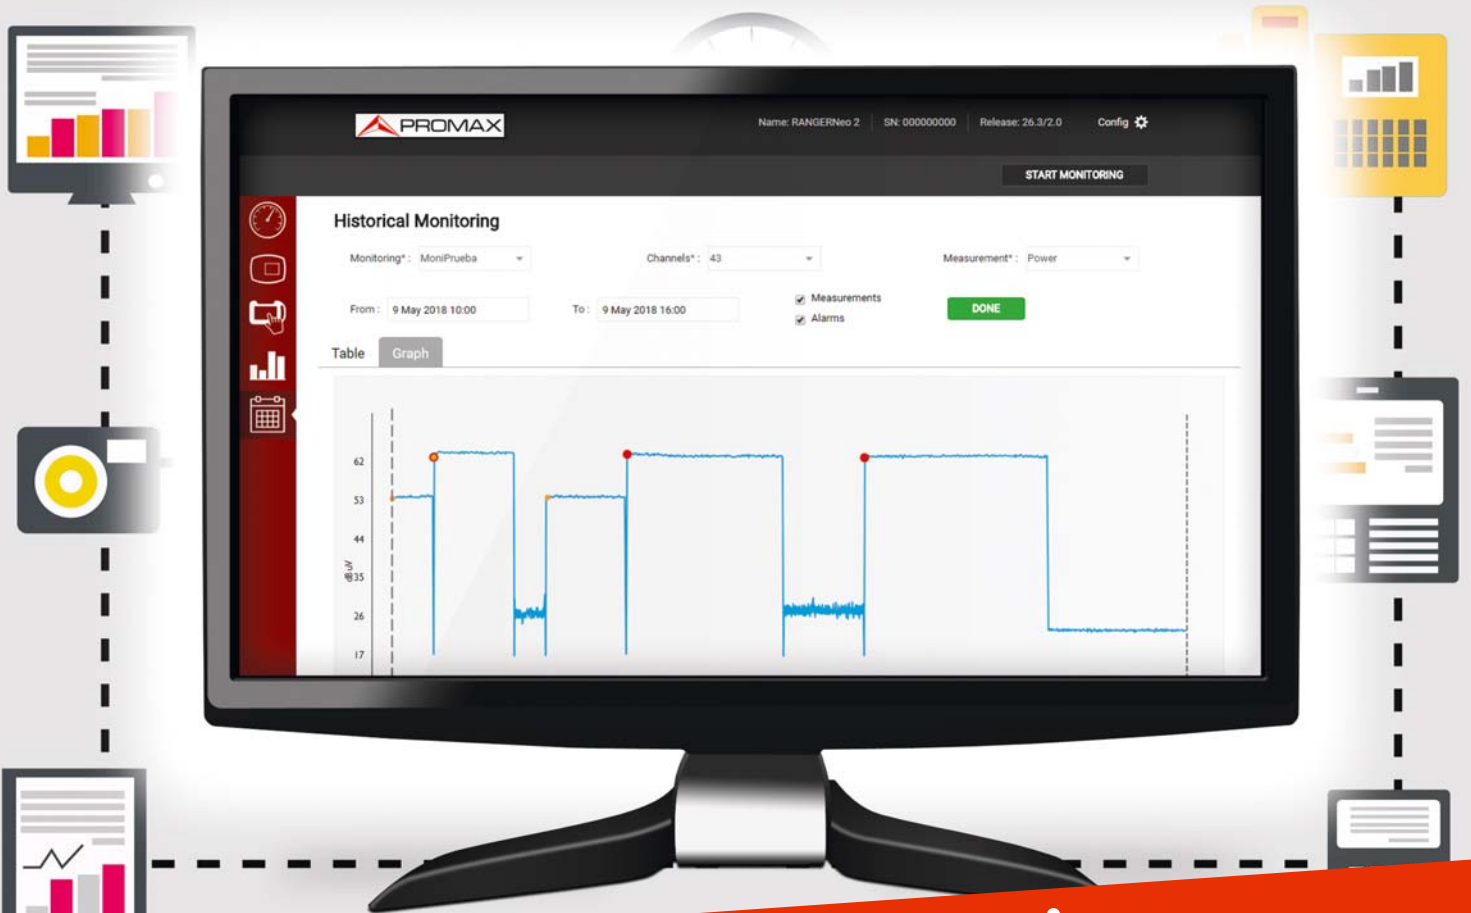 PROMAX
Name: RANGERNeo 2 SN: 000000000 Release: 26.3/2.0 Config
START MONITORING
Historical Monitoring
Monitoring* : MoniPrueba Channels* : 43 Measurement* : Power
From : 9 May 2018 10:00 To : 9 May 2018 16:00 Measurements DONE
Alarms
Table Graph
62
53
44
dBuV
35
26
17